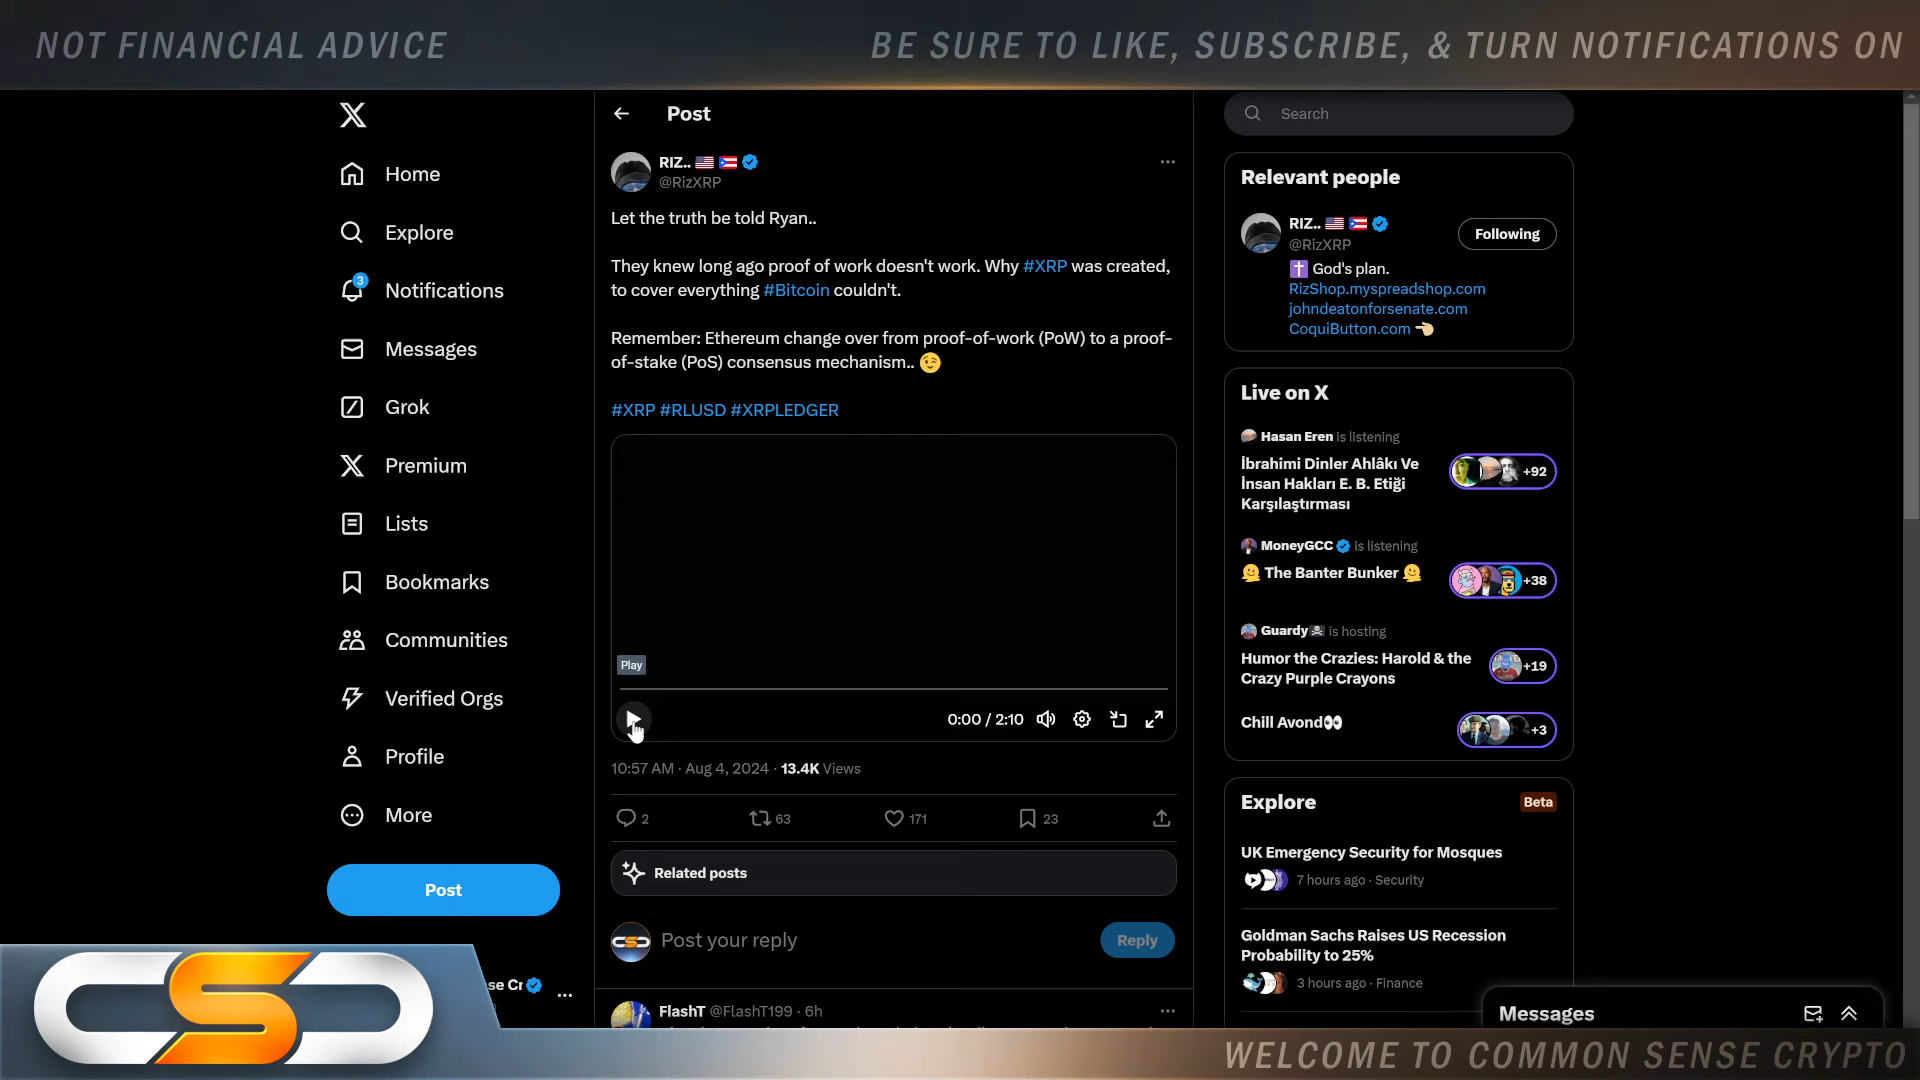 NOT FINANCIAL ADVICE
BE SURE TO LIKE, SUBSCRIBE, & TURN NOTIFICATIONS ON
Home
Explore
3
Notifications
Messages
Grok
Premium
Lists
Bookmarks
Communities
Verified Orgs
Profile
More
Post
se Cr
Post
RIZ..
@RizXRP
Let the truth be told Ryan..
They knew long ago proof of work doesn't work. Why #XRP was created,
to cover everything #Bitcoin couldn't.
Remember: Ethereum change over from proof-of-work (PoW) to a proof-
of-stake (PoS) consensus mechanism.. 😉
#XRP #RLUSD #XRPLEDGER
Play
0:00 / 2:10
10:57 AM · Aug 4, 2024 · 13.4K Views
2
63
171
23
Related posts
Post your reply
Reply
FlashT @FlashT199 · 6h
Search
Relevant people
RIZ..
@RizXRP
Following
✝️ God's plan.
RizShop.myspreadshop.com
johndeatonforsenate.com
CoquiButton.com 👈🏻
Live on X
Hasan Eren is listening
İbrahimi Dinler Ahlâkı Ve
İnsan Hakları E. B. Etiği
Karşılaştırması
+92
MoneyGCC is listening
The Banter Bunker
+38
Guardy is hosting
Humor the Crazies: Harold & the
Crazy Purple Crayons
+19
Chill Avond👀
+3
Explore
Beta
UK Emergency Security for Mosques
7 hours ago · Security
Goldman Sachs Raises US Recession
Probability to 25%
3 hours ago · Finance
Messages
CSC
WELCOME TO COMMON SENSE CRYPTO